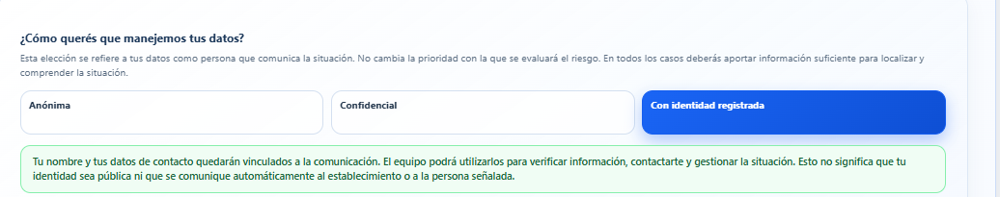 ¿Cómo querés que manejemos tus datos?
Esta elección se refiere a tus datos como persona que comunica la situación. No cambia la prioridad con la que se evaluará el riesgo. En todos los casos deberás aportar información suficiente para localizar y
comprender la situación.
Anónima
Confidencial
Con identidad registrada
Tu nombre y tus datos de contacto quedarán vinculados a la comunicación. El equipo podrá utilizarlos para verificar información, contactarte y gestionar la situación. Esto no significa que tu
identidad sea pública ni que se comunique automáticamente al establecimiento o a la persona señalada.